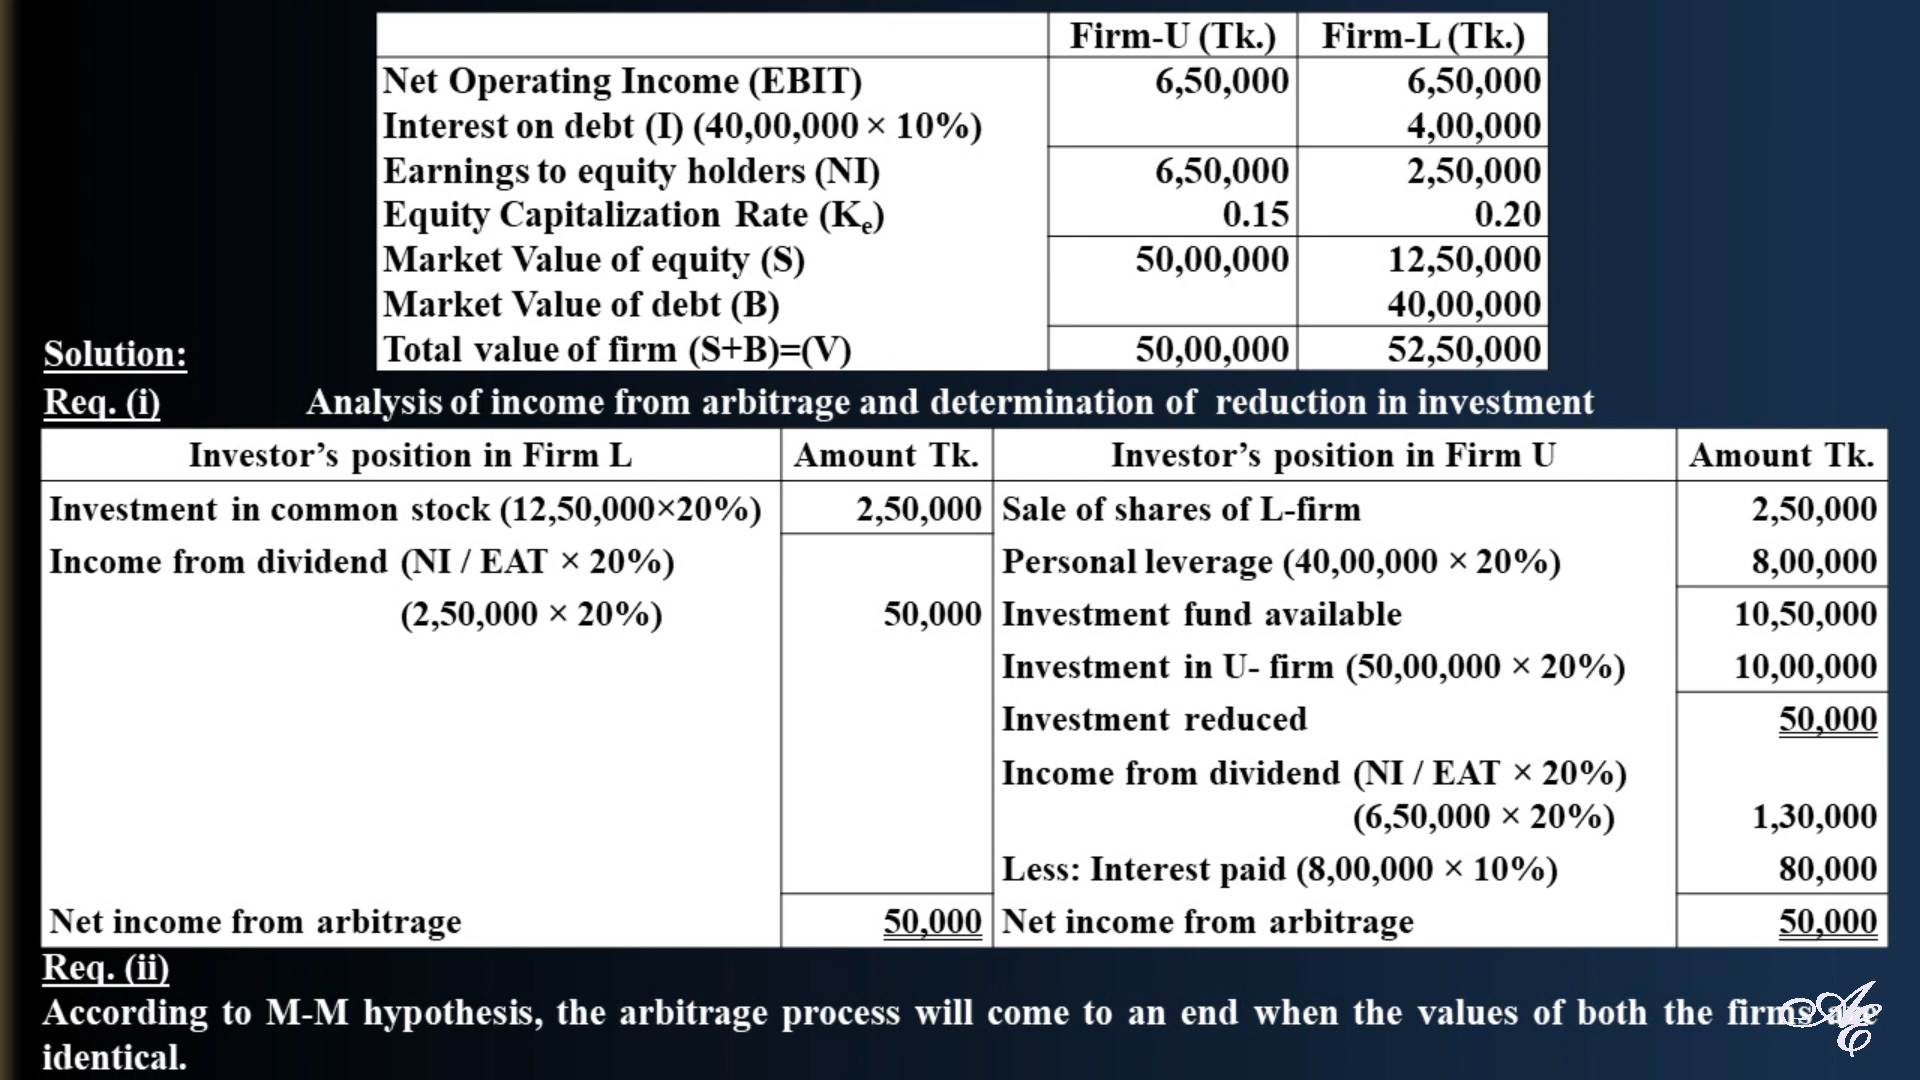 Firm-U (Tk.) Firm-L (Tk.)
Net Operating Income (EBIT) 6,50,000 6,50,000
Interest on debt (I) (40,00,000 × 10%) 4,00,000
Earnings to equity holders (NI) 6,50,000 2,50,000
Equity Capitalization Rate (Ke) 0.15 0.20
Market Value of equity (S) 50,00,000 12,50,000
Market Value of debt (B) 40,00,000
Total value of firm (S+B)=(V) 50,00,000 52,50,000
Solution:
Req. (i) Analysis of income from arbitrage and determination of reduction in investment
Investor’s position in Firm L Amount Tk. Investor’s position in Firm U Amount Tk.
Investment in common stock (12,50,000×20%) 2,50,000 Sale of shares of L-firm 2,50,000
Income from dividend (NI / EAT × 20%) Personal leverage (40,00,000 × 20%) 8,00,000
(2,50,000 × 20%) 50,000 Investment fund available 10,50,000
Investment in U- firm (50,00,000 × 20%) 10,00,000
Investment reduced 50,000
Income from dividend (NI / EAT × 20%)
(6,50,000 × 20%) 1,30,000
Less: Interest paid (8,00,000 × 10%) 80,000
Net income from arbitrage 50,000 Net income from arbitrage 50,000
Req. (ii)
According to M-M hypothesis, the arbitrage process will come to an end when the values of both the firms are
identical.